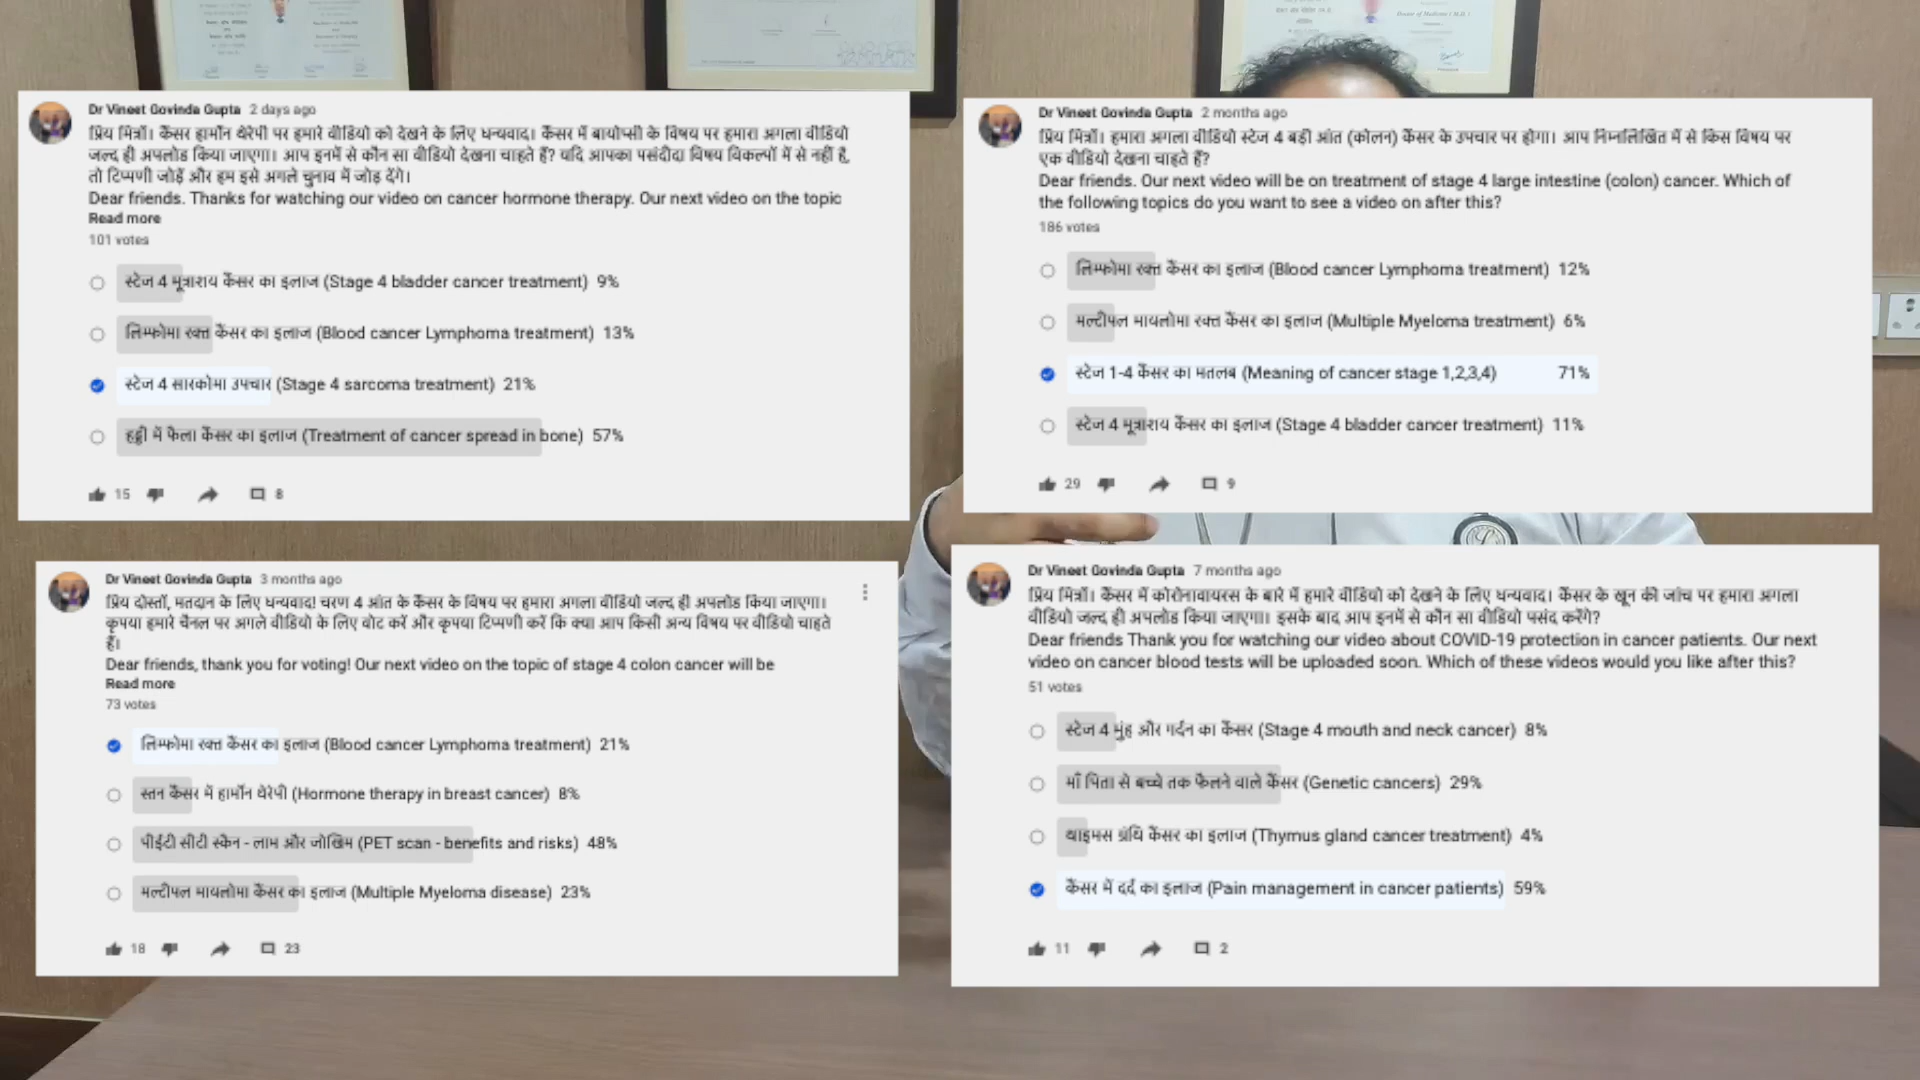 Dr Vineet Govinda Gupta 2 days ago
प्रिय मित्रों। कैंसर हार्मोन थेरेपी पर हमारे वीडियो को देखने के लिए धन्यवाद। कैंसर में बायोप्सी के विषय पर हमारा अगला वीडियो
जल्द ही अपलोड किया जाएगा। आप इनमें से कौन सा वीडियो देखना चाहते हैं? यदि आपका पसंदीदा विषय विकल्पों में से नहीं है,
तो टिप्पणी जोड़ें और हम इसे अगले चुनाव में जोड़ देंगे।
Dear friends. Thanks for watching our video on cancer hormone therapy. Our next video on the topic
Read more
101 votes
स्टेज 4 मूत्राशय कैंसर का इलाज (Stage 4 bladder cancer treatment) 9%
लिम्फोमा रक्त कैंसर का इलाज (Blood cancer Lymphoma treatment) 13%
स्टेज 4 सारकोमा उपचार (Stage 4 sarcoma treatment) 21%
हड्डी में फैला कैंसर का इलाज (Treatment of cancer spread in bone) 57%
15 8
Dr Vineet Govinda Gupta 2 months ago
प्रिय मित्रों। हमारा अगला वीडियो स्टेज 4 बड़ी आंत (कोलन) कैंसर के उपचार पर होगा। आप निम्नलिखित में से किस विषय पर
एक वीडियो देखना चाहते हैं?
Dear friends. Our next video will be on treatment of stage 4 large intestine (colon) cancer. Which of
the following topics do you want to see a video on after this?
186 votes
लिम्फोमा रक्त कैंसर का इलाज (Blood cancer Lymphoma treatment) 12%
मल्टीपल मायलोमा रक्त कैंसर का इलाज (Multiple Myeloma treatment) 6%
स्टेज 1-4 कैंसर का मतलब (Meaning of cancer stage 1,2,3,4) 71%
स्टेज 4 मूत्राशय कैंसर का इलाज (Stage 4 bladder cancer treatment) 11%
29 9
Dr Vineet Govinda Gupta 3 months ago
प्रिय दोस्तों, मतदान के लिए धन्यवाद! चरण 4 आंत के कैंसर के विषय पर हमारा अगला वीडियो जल्द ही अपलोड किया जाएगा।
कृपया हमारे चैनल पर अगले वीडियो के लिए वोट करें और कृपया टिप्पणी करें कि क्या आप किसी अन्य विषय पर वीडियो चाहते
हैं।
Dear friends, thank you for voting! Our next video on the topic of stage 4 colon cancer will be
Read more
73 votes
लिम्फोमा रक्त कैंसर का इलाज (Blood cancer Lymphoma treatment) 21%
स्तन कैंसर में हार्मोन थेरेपी (Hormone therapy in breast cancer) 8%
पीईटी सीटी स्कैन - लाभ और जोखिम (PET scan - benefits and risks) 48%
मल्टीपल मायलोमा कैंसर का इलाज (Multiple Myeloma disease) 23%
18 23
Dr Vineet Govinda Gupta 7 months ago
प्रिय मित्रों। कैंसर में कोरोनावायरस के बारे में हमारे वीडियो को देखने के लिए धन्यवाद। कैंसर के खून की जांच पर हमारा अगला
वीडियो जल्द ही अपलोड किया जाएगा। इसके बाद आप इनमें से कौन सा वीडियो पसंद करेंगे?
Dear friends Thank you for watching our video about COVID-19 protection in cancer patients. Our next
video on cancer blood tests will be uploaded soon. Which of these videos would you like after this?
51 votes
स्टेज 4 मुंह और गर्दन का कैंसर (Stage 4 mouth and neck cancer) 8%
माँ पिता से बच्चे तक फैलने वाले कैंसर (Genetic cancers) 29%
थाइमस ग्रंथि कैंसर का इलाज (Thymus gland cancer treatment) 4%
कैंसर में दर्द का इलाज (Pain management in cancer patients) 59%
11 2